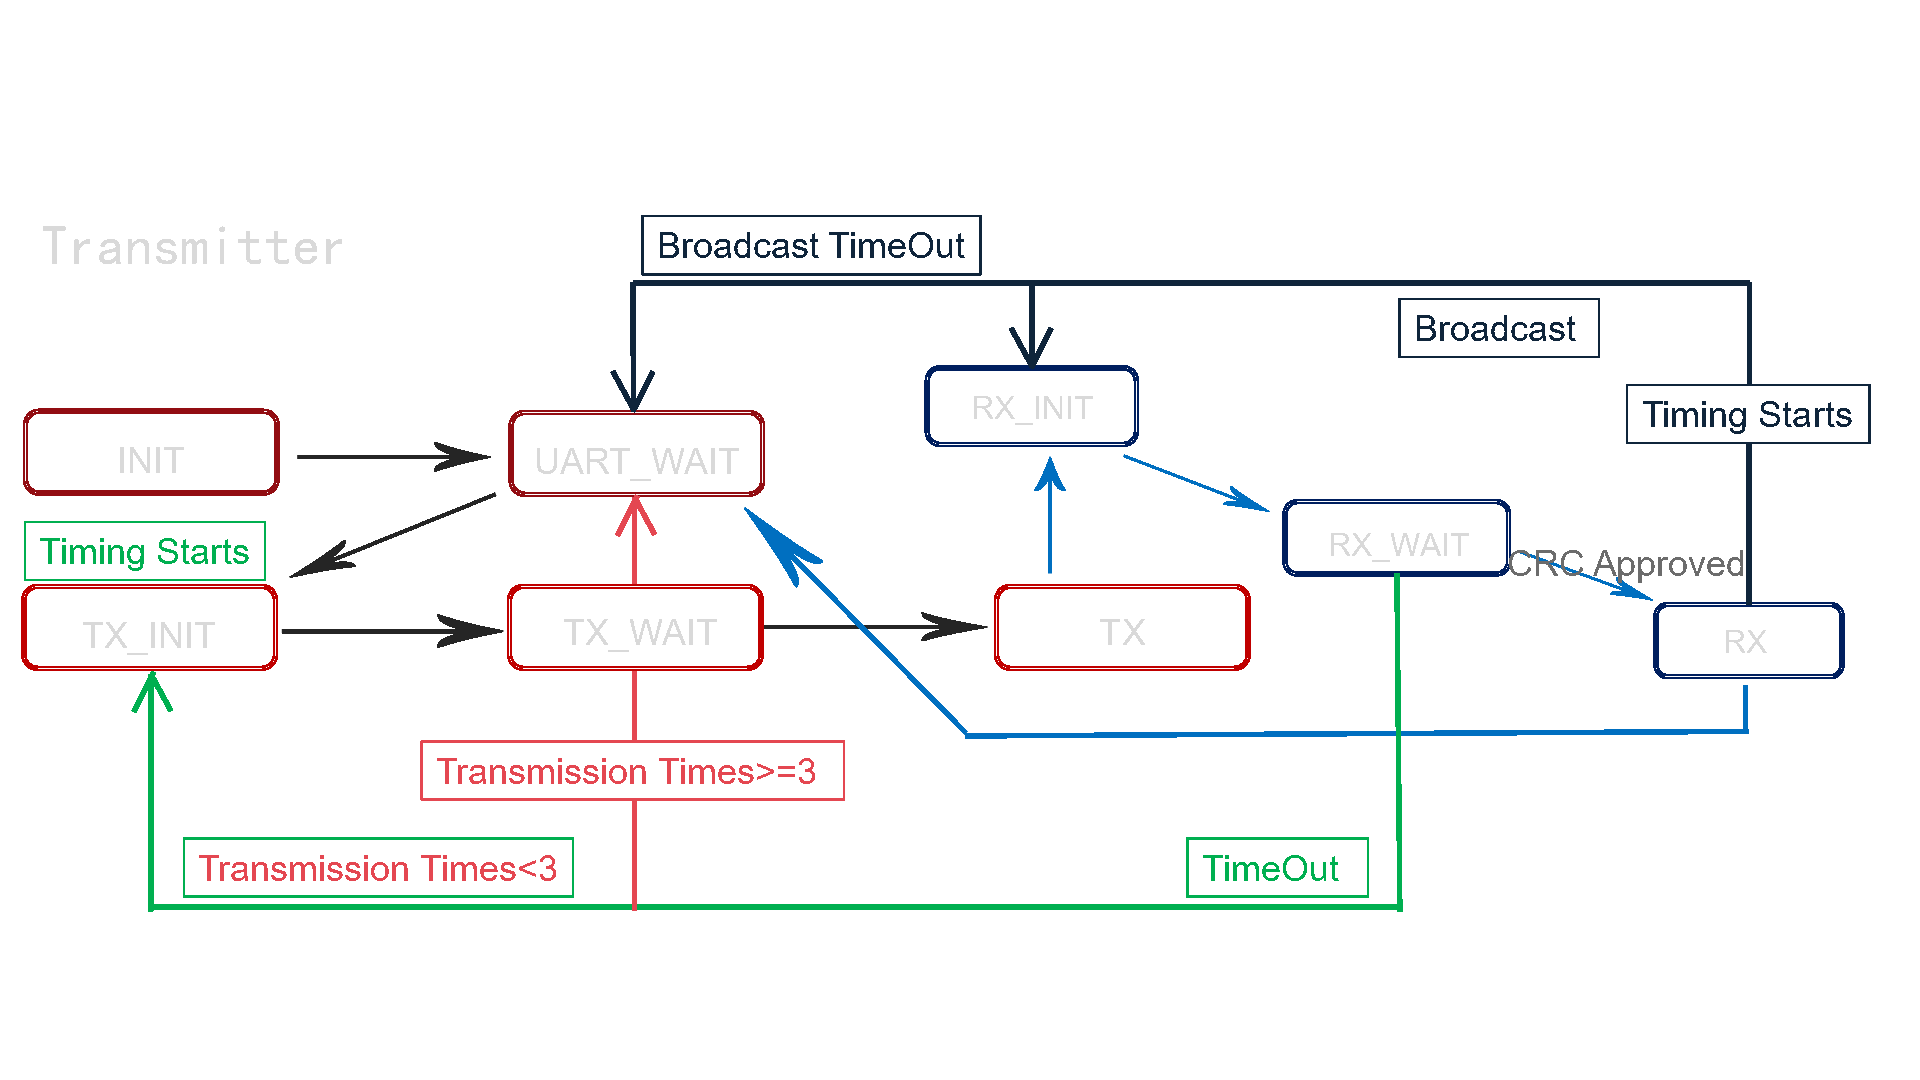 Transmitter
Broadcast TimeOut
Broadcast
Timing Starts
RX_INIT
INIT
UART_WAIT
RX_WAIT
CRC Approved
Timing Starts
TX_INIT
TX_WAIT
TX
RX
Transmission Times>=3
Transmission Times<3
TimeOut